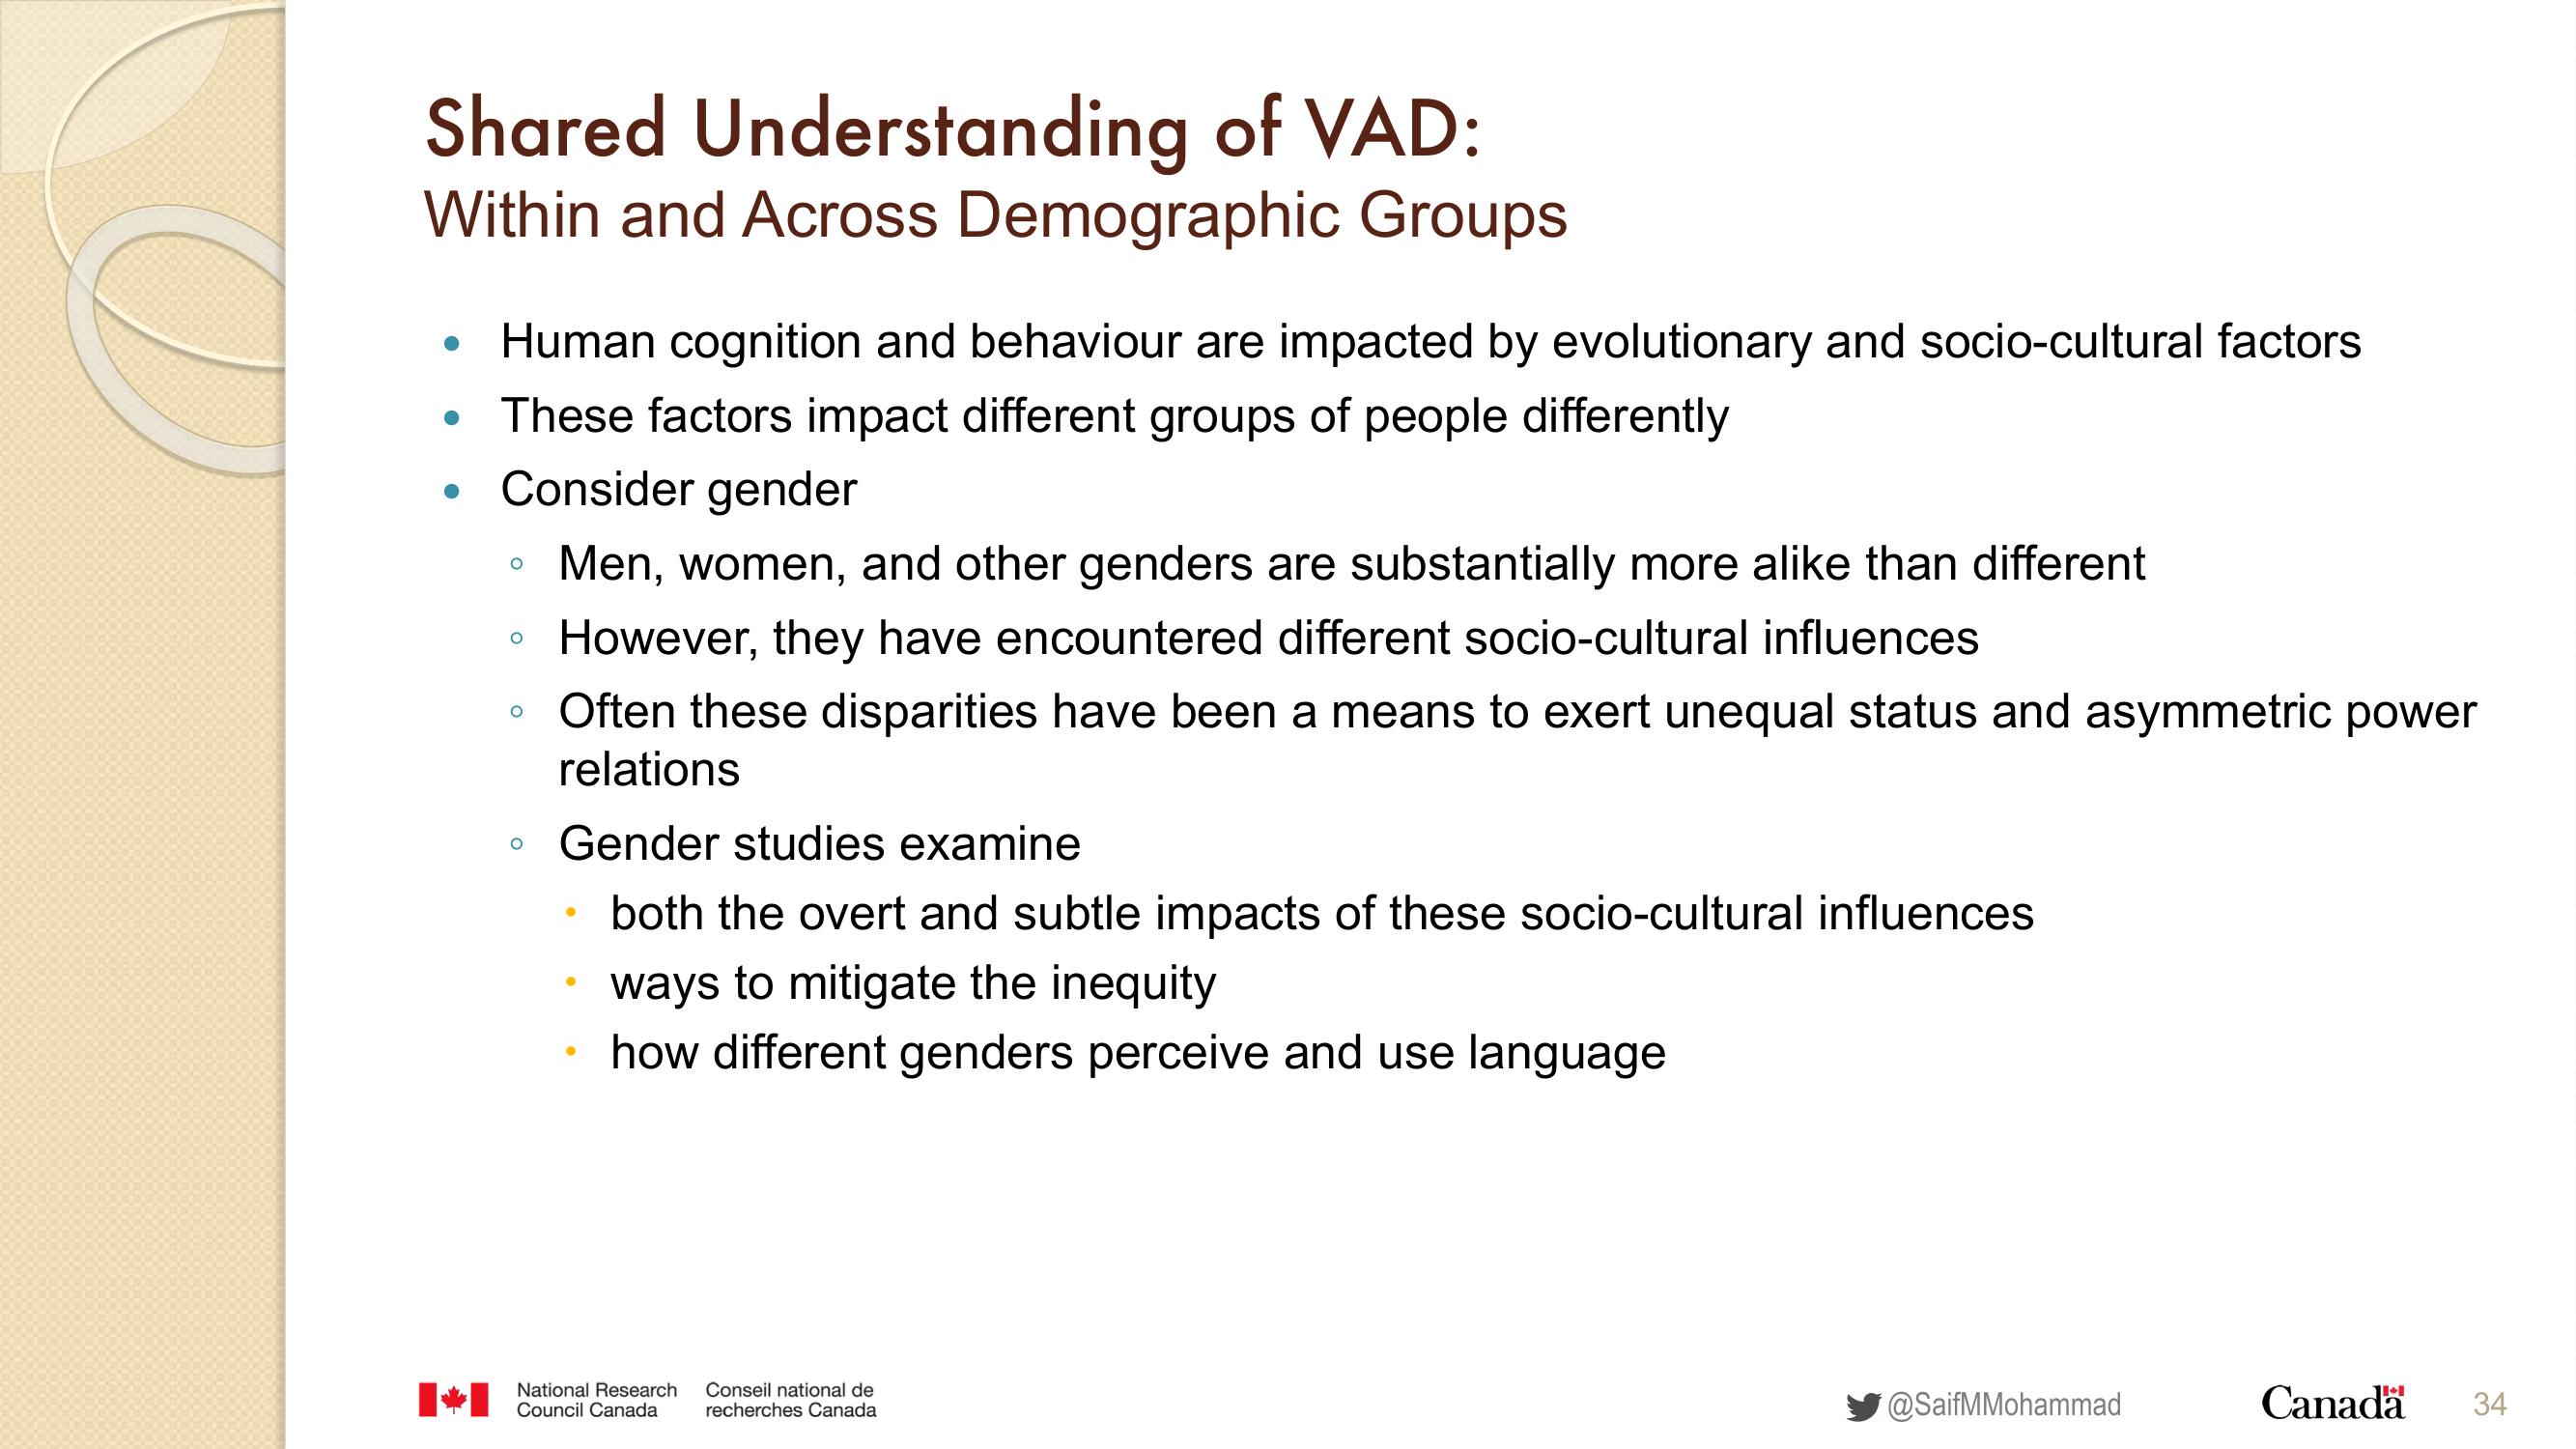 Shared Understanding of VAD:
Within and Across Demographic Groups
• Human cognition and behaviour are impacted by evolutionary and socio-cultural factors
• These factors impact different groups of people differently
• Consider gender
◦ Men, women, and other genders are substantially more alike than different
◦ However, they have encountered different socio-cultural influences
◦ Often these disparities have been a means to exert unequal status and asymmetric power
relations
◦ Gender studies examine
• both the overt and subtle impacts of these socio-cultural influences
• ways to mitigate the inequity
• how different genders perceive and use language
National Research
Council Canada
Conseil national de
recherches Canada
@SaifMMohammad
Canada
34